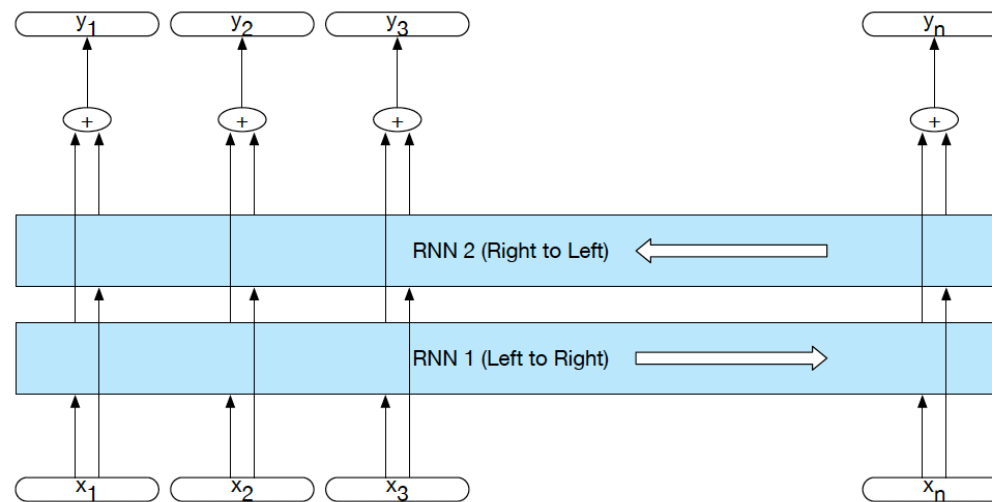 y1 y2 y3 yn
+ + + +
RNN 2 (Right to Left)
RNN 1 (Left to Right)
x1 x2 x3 xn